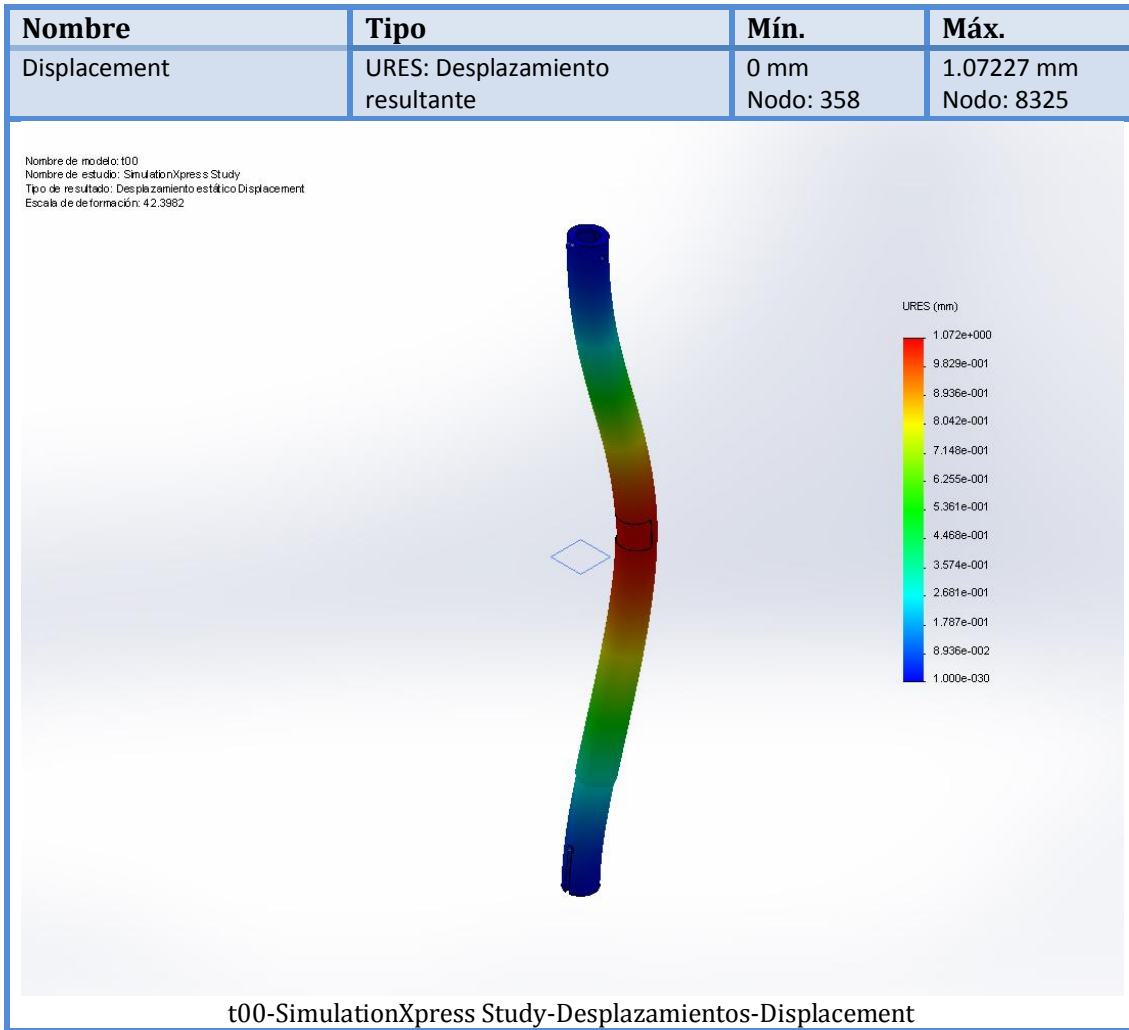 Nombre Tipo Mín. Máx.
Displacement URES: Desplazamiento 0 mm 1.07227 mm
resultante Nodo: 358 Nodo: 8325
Nombre de modelo: t00
Nombre de estudio: SimulationXpress Study
Tipo de resultado: Desplazamiento estático Displacement
Escala de deformación: 42.3982
URES (mm)
1.072e+000
9.829e-001
8.936e-001
8.042e-001
7.148e-001
6.255e-001
5.361e-001
4.468e-001
3.574e-001
2.681e-001
1.787e-001
8.936e-002
1.000e-030
t00-SimulationXpress Study-Desplazamientos-Displacement